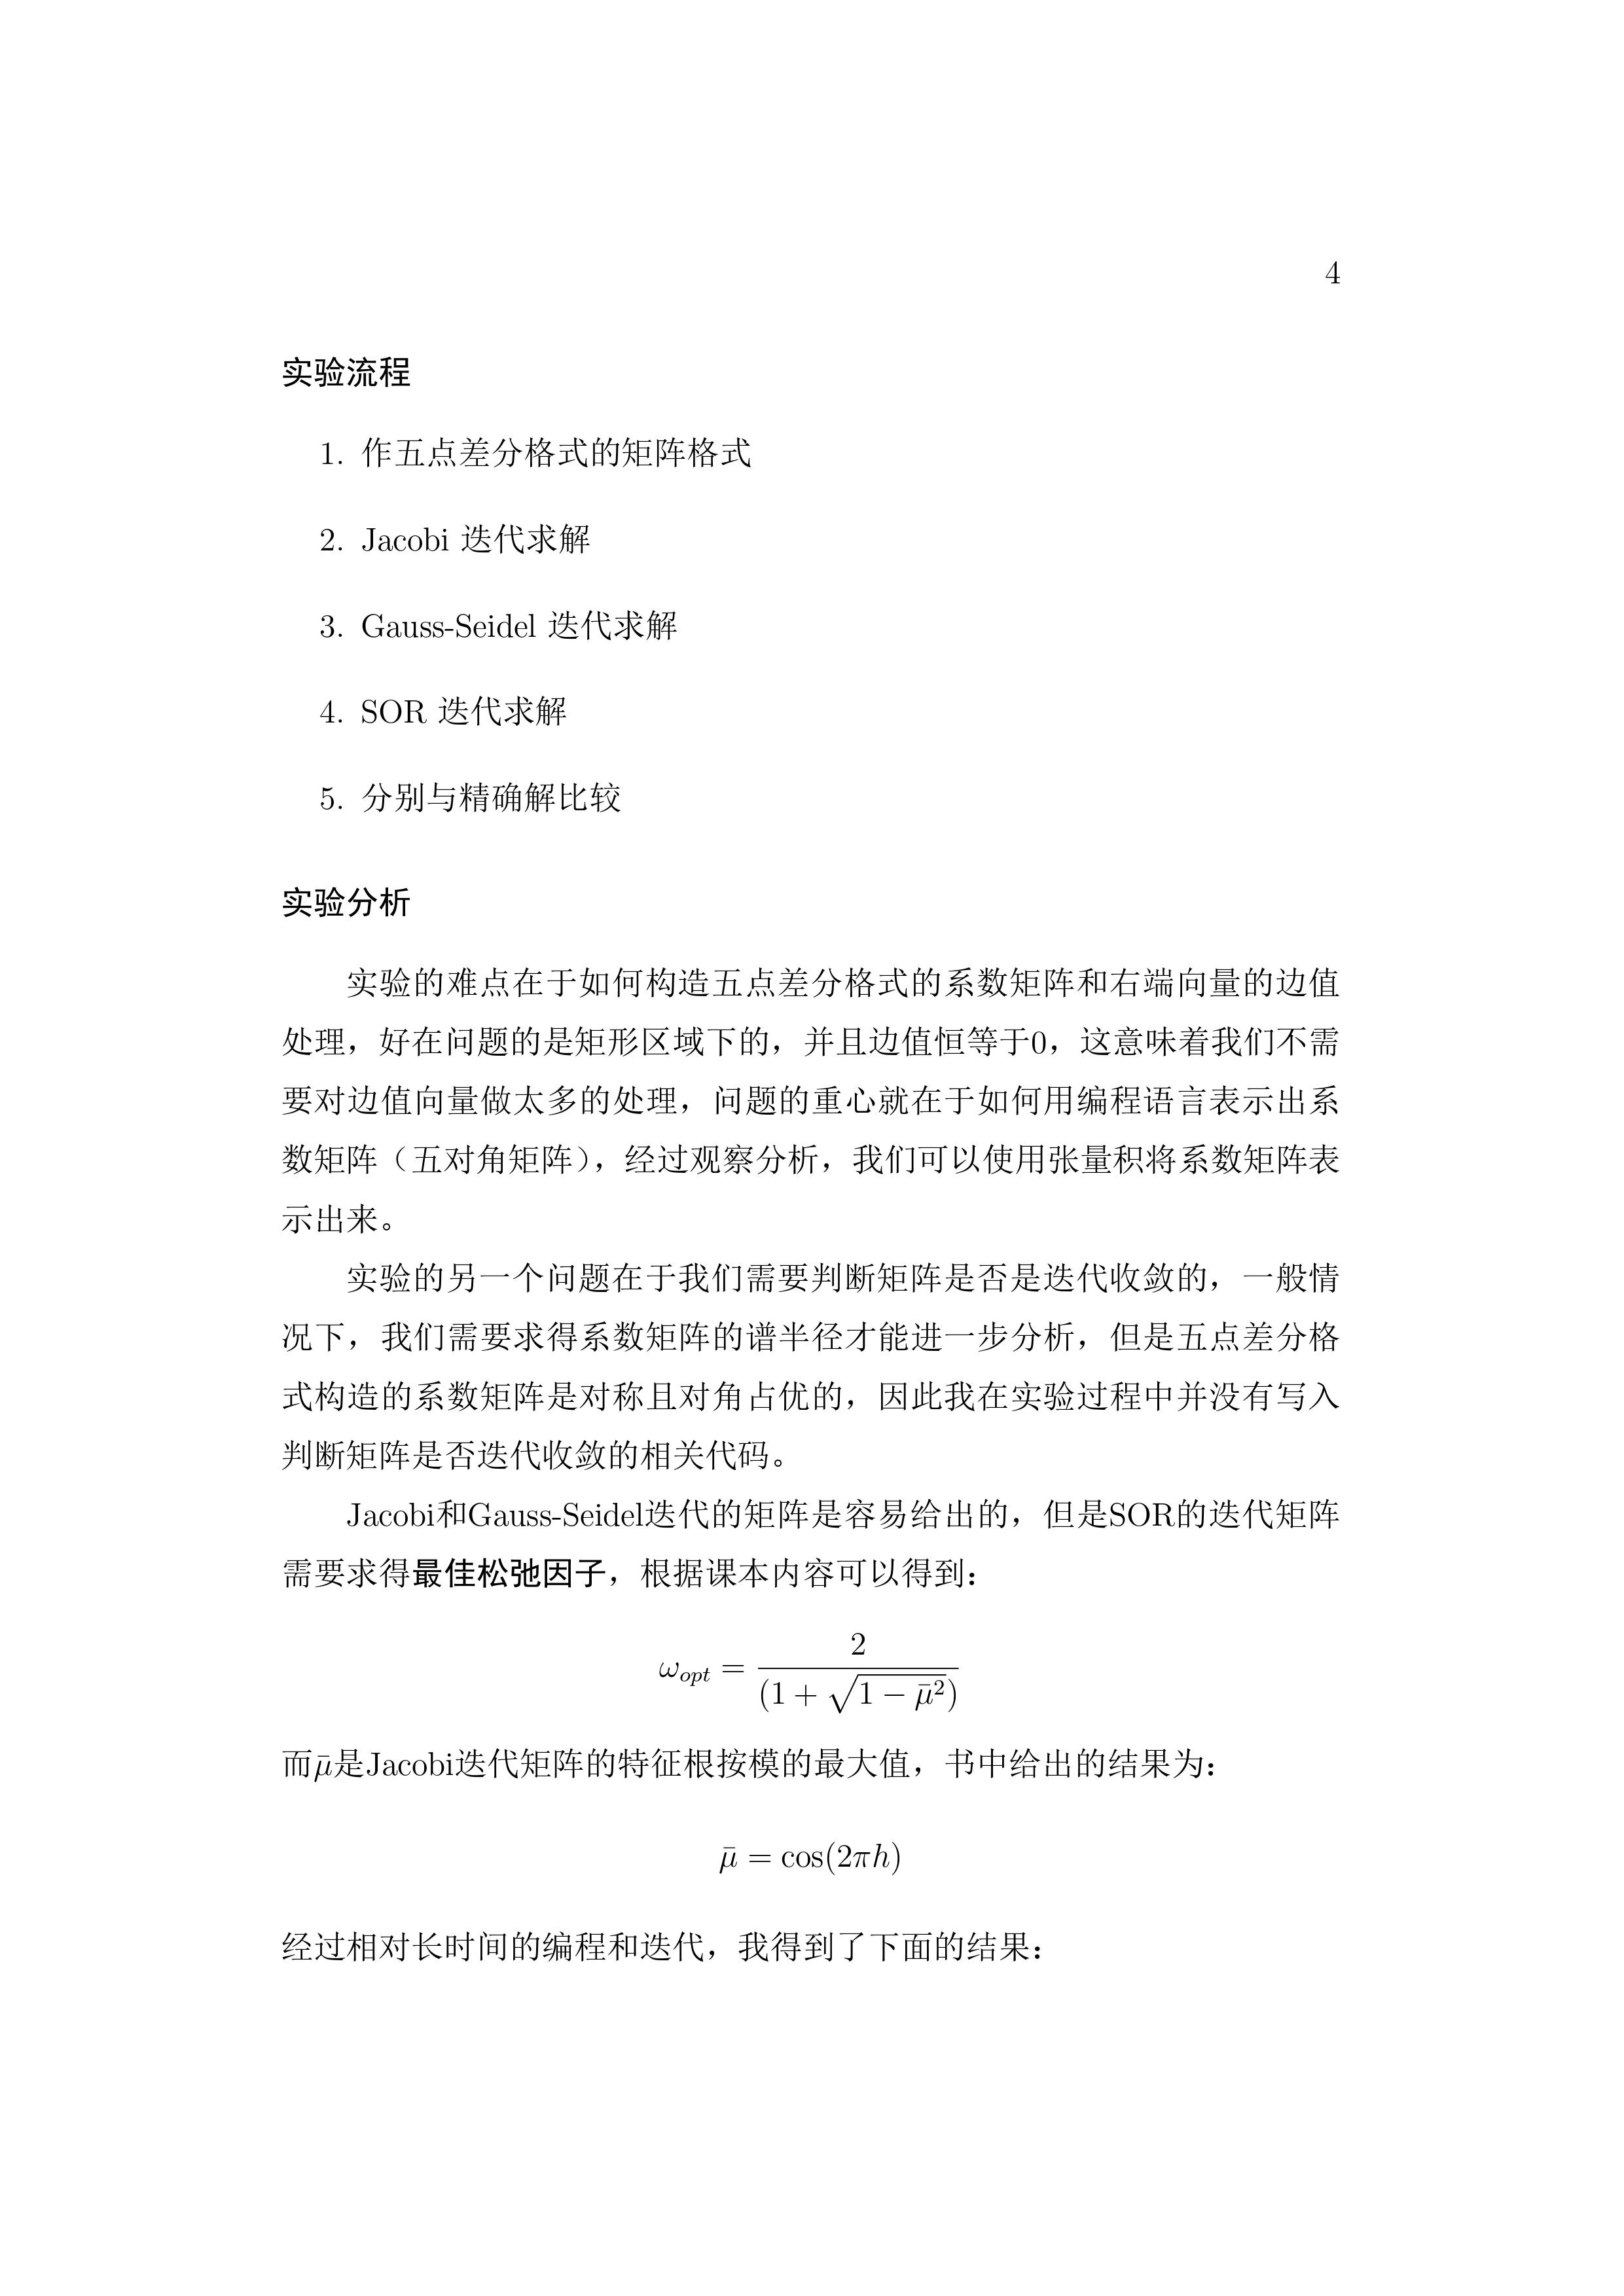 4
实验流程
1. 作五点差分格式的矩阵格式
2. Jacobi 迭代求解
3. Gauss-Seidel 迭代求解
4. SOR 迭代求解
5. 分别与精确解比较
实验分析
实验的难点在于如何构造五点差分格式的系数矩阵和右端向量的边值
处理，好在问题的是矩形区域下的，并且边值恒等于0，这意味着我们不需
要对边值向量做太多的处理，问题的重心就在于如何用编程语言表示出系
数矩阵（五对角矩阵），经过观察分析，我们可以使用张量积将系数矩阵表
示出来。
实验的另一个问题在于我们需要判断矩阵是否是迭代收敛的，一般情
况下，我们需要求得系数矩阵的谱半径才能进一步分析，但是五点差分格
式构造的系数矩阵是对称且对角占优的，因此我在实验过程中并没有写入
判断矩阵是否迭代收敛的相关代码。
Jacobi和Gauss-Seidel迭代的矩阵是容易给出的，但是SOR的迭代矩阵
需要求得最佳松弛因子，根据课本内容可以得到：
$\omega_{opt} = \frac{2}{(1 + \sqrt{1 - \bar{\mu}^2})}$
而$\bar{\mu}$是Jacobi迭代矩阵的特征根按模的最大值，书中给出的结果为：
$\bar{\mu} = \cos(2\pi h)$
经过相对长时间的编程和迭代，我得到了下面的结果：